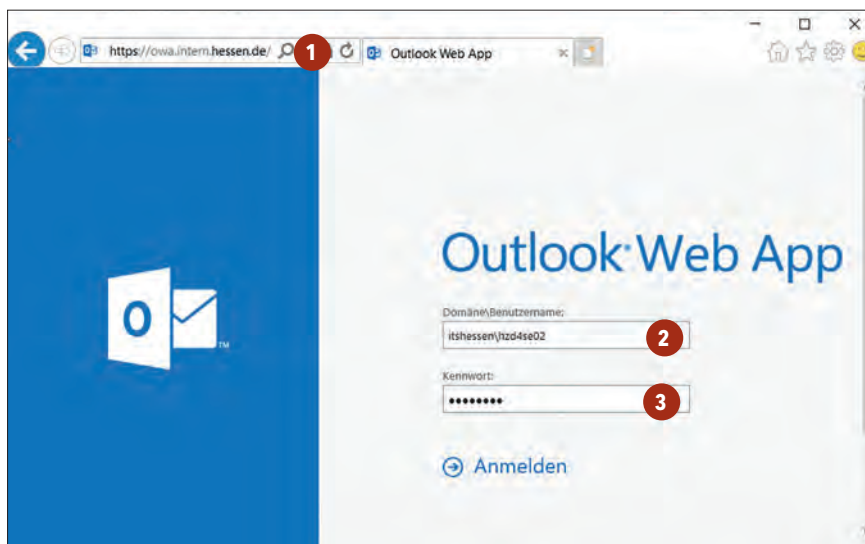 https://owa.intern.hessen.de/
1
Outlook Web App
Outlook Web App
Domäne\Benutzername:
itshessen\hzd4se02
2
Kennwort:
••••••••
3
Anmelden
O
TM